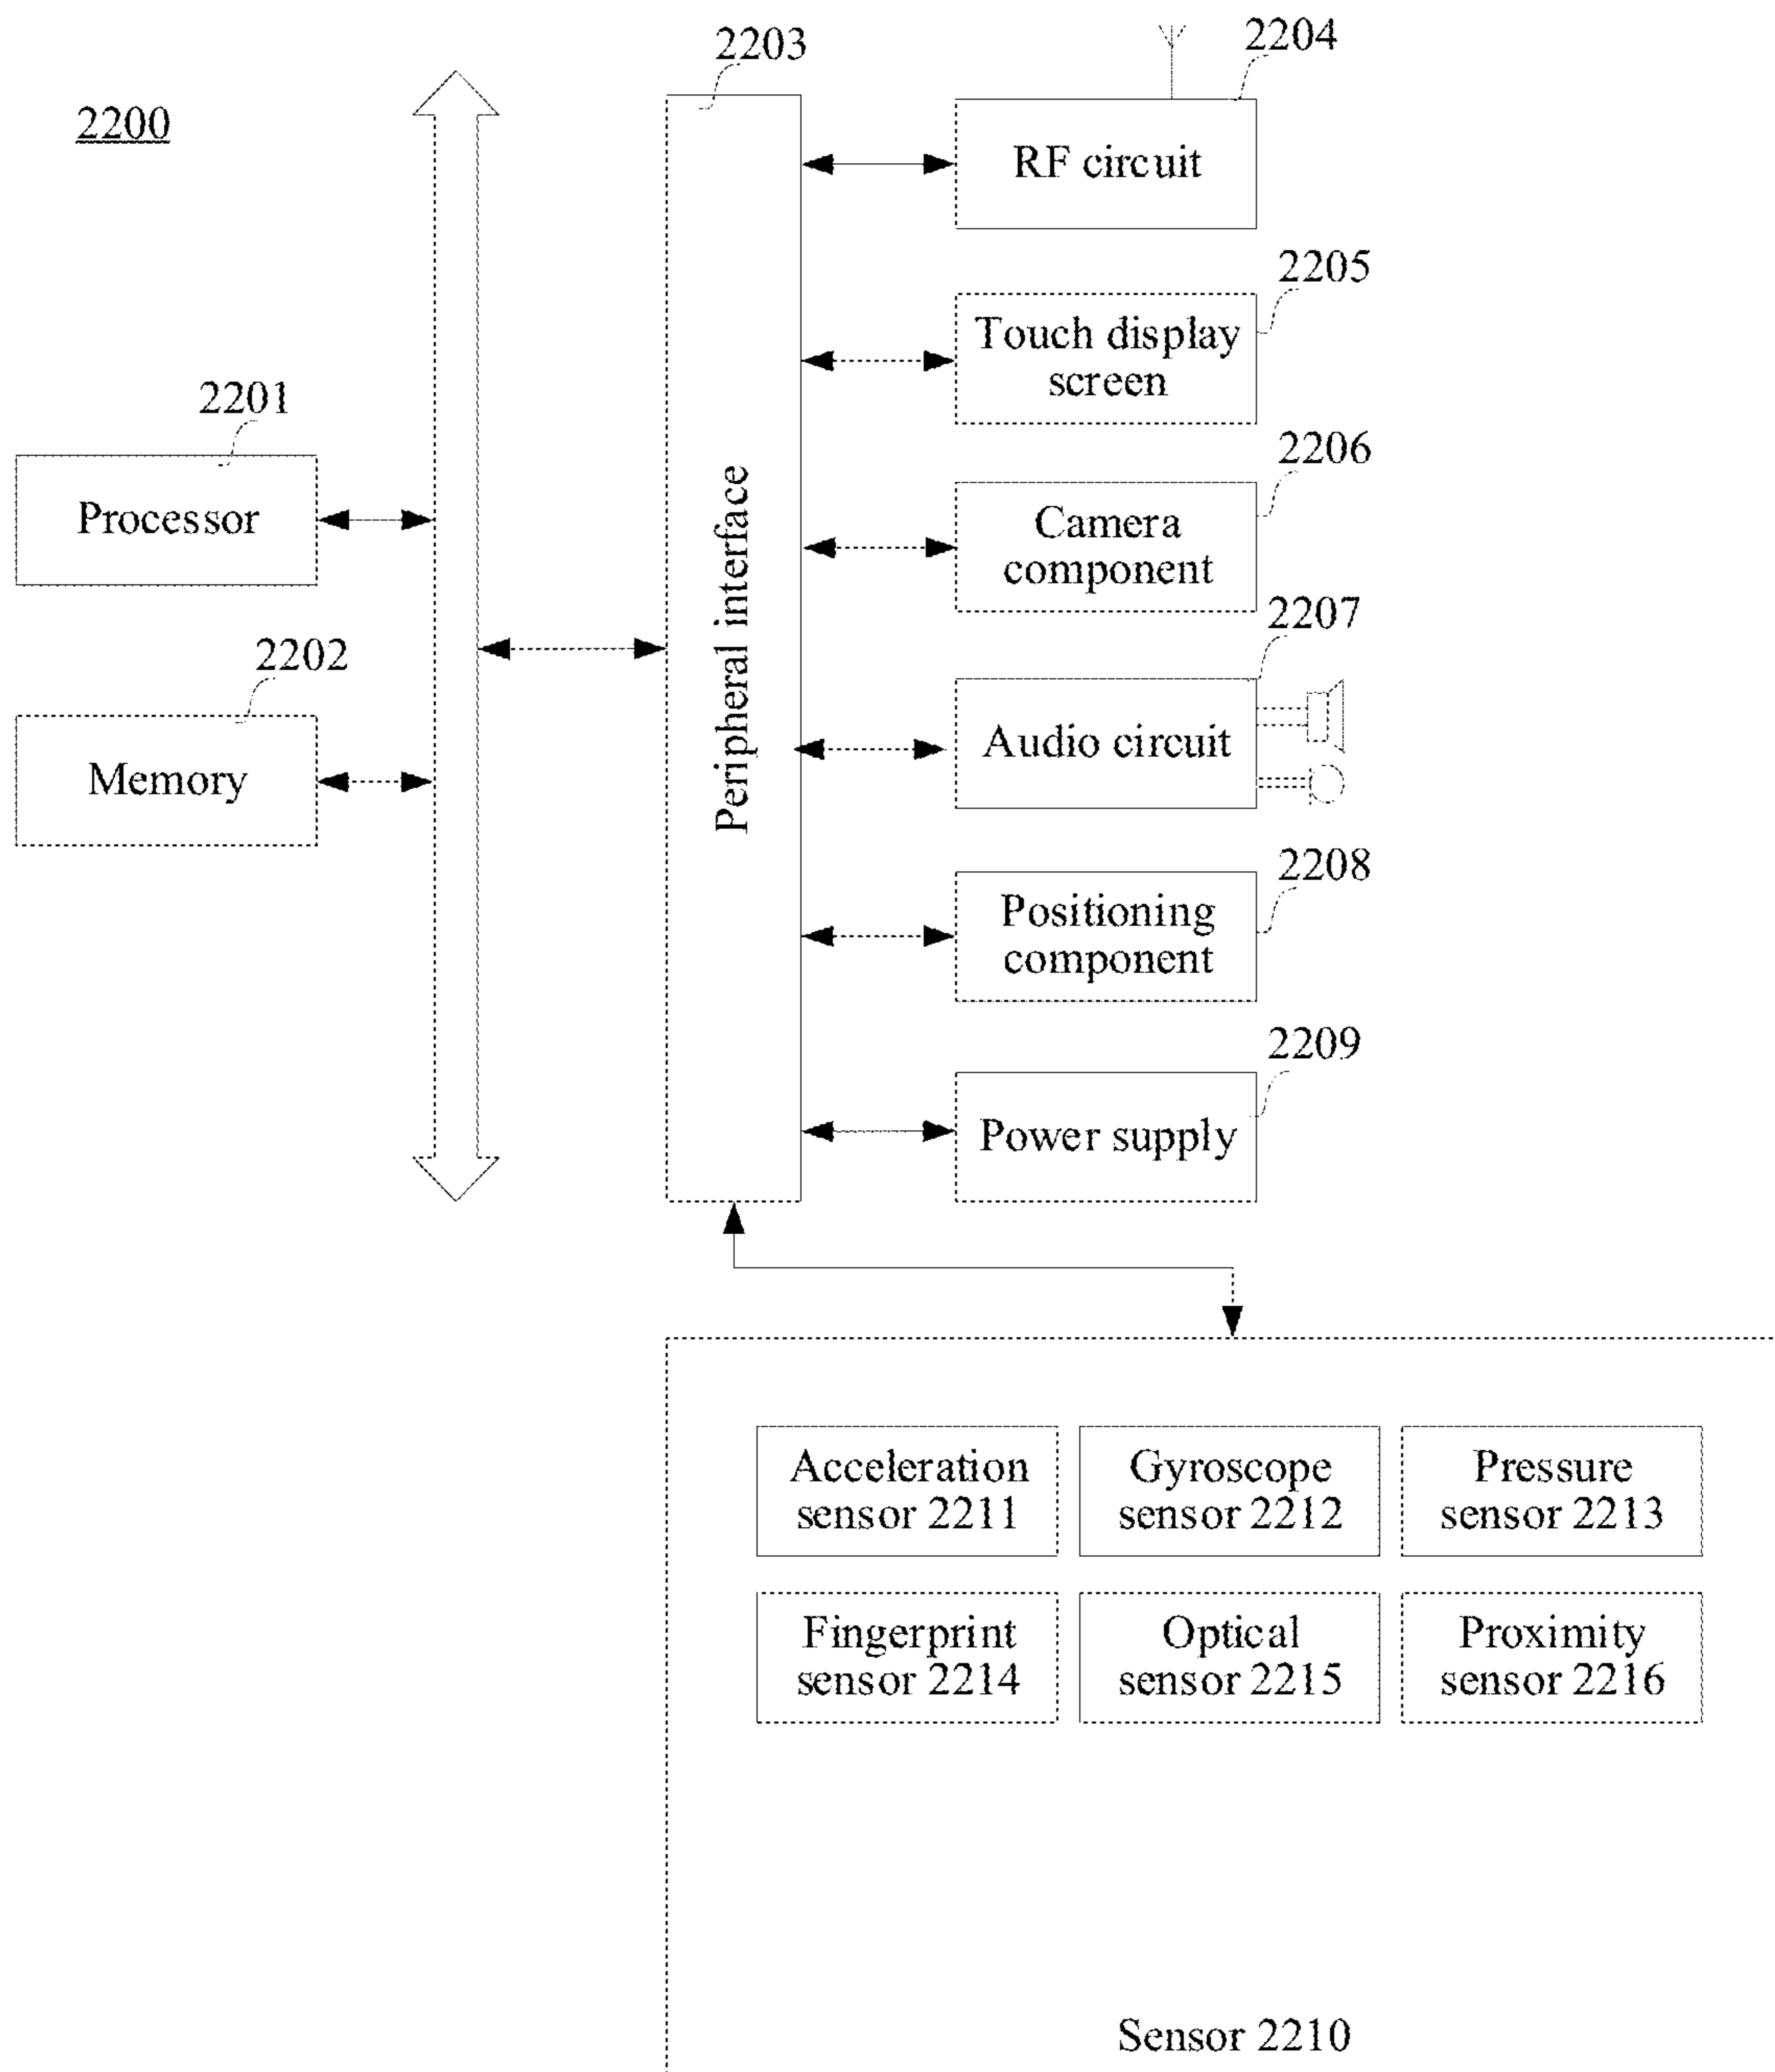 2200
2203
2204
RF circuit
2205
Touch display
screen
2201
Processor
2206
Camera
component
Peripheral interface
2202
Memory
2207
Audio circuit
2208
Positioning
component
2209
Power supply
Acceleration
sensor 2211
Gyroscope
sensor 2212
Pressure
sensor 2213
Fingerprint
sensor 2214
Optical
sensor 2215
Proximity
sensor 2216
Sensor 2210